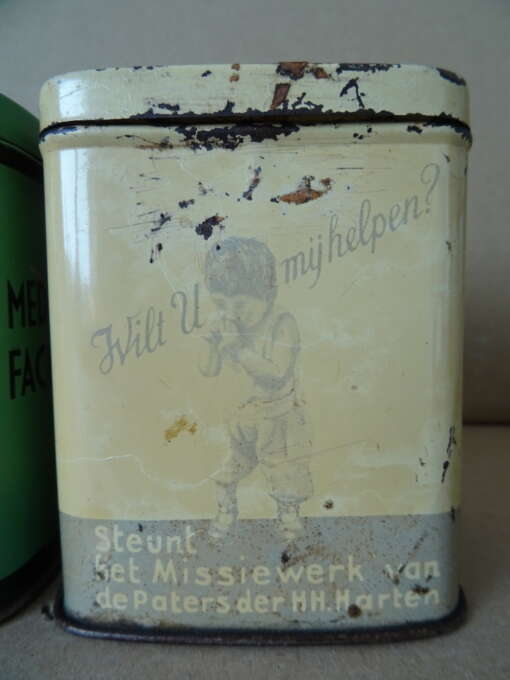 Wilt U mij helpen?
Steunt
het Missiewerk van
de Paters der HH. Harten